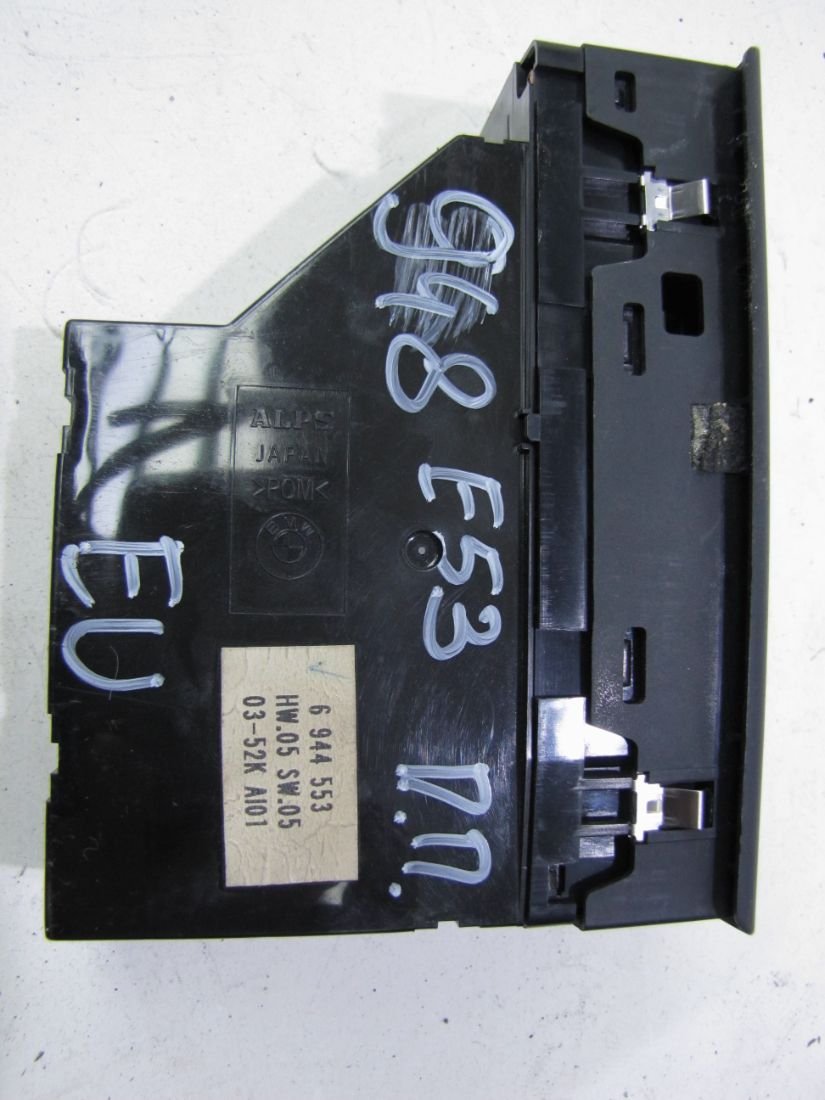 948 E53 Р.П.
ALPS
JAPAN
>POM<
BMW
EU
6 944 553
HW.05 SW.05
03-52K AI01